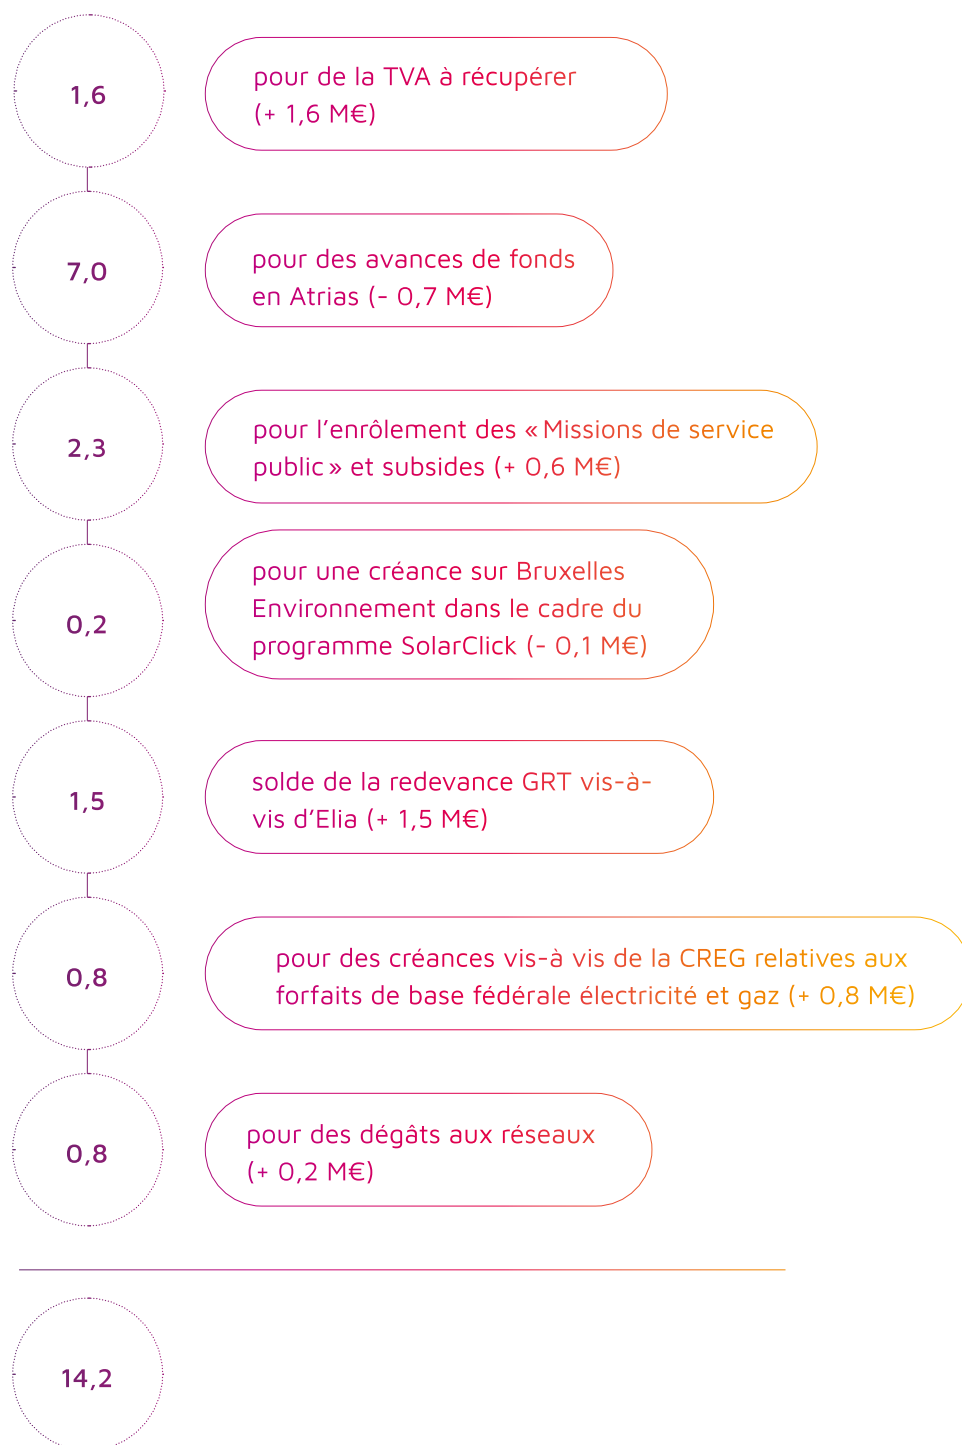 1,6
pour de la TVA à récupérer
(+ 1,6 M€)
7,0
pour des avances de fonds
en Atrias (- 0,7 M€)
2,3
pour l’enrôlement des « Missions de service
public » et subsides (+ 0,6 M€)
0,2
pour une créance sur Bruxelles
Environnement dans le cadre du
programme SolarClick (- 0,1 M€)
1,5
solde de la redevance GRT vis-à-
vis d’Elia (+ 1,5 M€)
0,8
pour des créances vis-à vis de la CREG relatives aux
forfaits de base fédérale électricité et gaz (+ 0,8 M€)
0,8
pour des dégâts aux réseaux
(+ 0,2 M€)
14,2